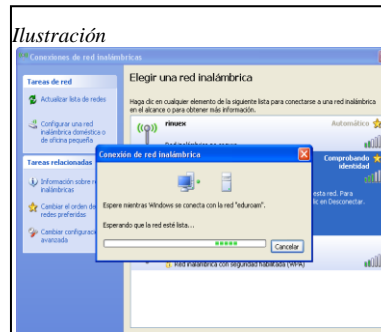 Ilustración
Conexiones de red inalámbricas
Tareas de red
Actualizar lista de redes
Configurar una red
inalámbrica doméstica o
de oficina pequeña
Tareas relacionadas
Información sobre
inalámbricas
Cambiar el orden de
redes preferidas
Cambiar
avanzada
Elegir una red inalámbrica
Haga clic en cualquier elemento de la siguiente lista para conectarse a una red inalámbrica
en el alcance o para obtener más información.
rinuex
Automático
Comprobando
identidad
esta red. Para
lic en Desconectar.
Red inalámbrica con seguridad habilitada (WPA)
Conexión de red inalámbrica
Espere mientras Windows se conecta con la red "eduroam".
Esperando que la red esté lista...
Cancelar